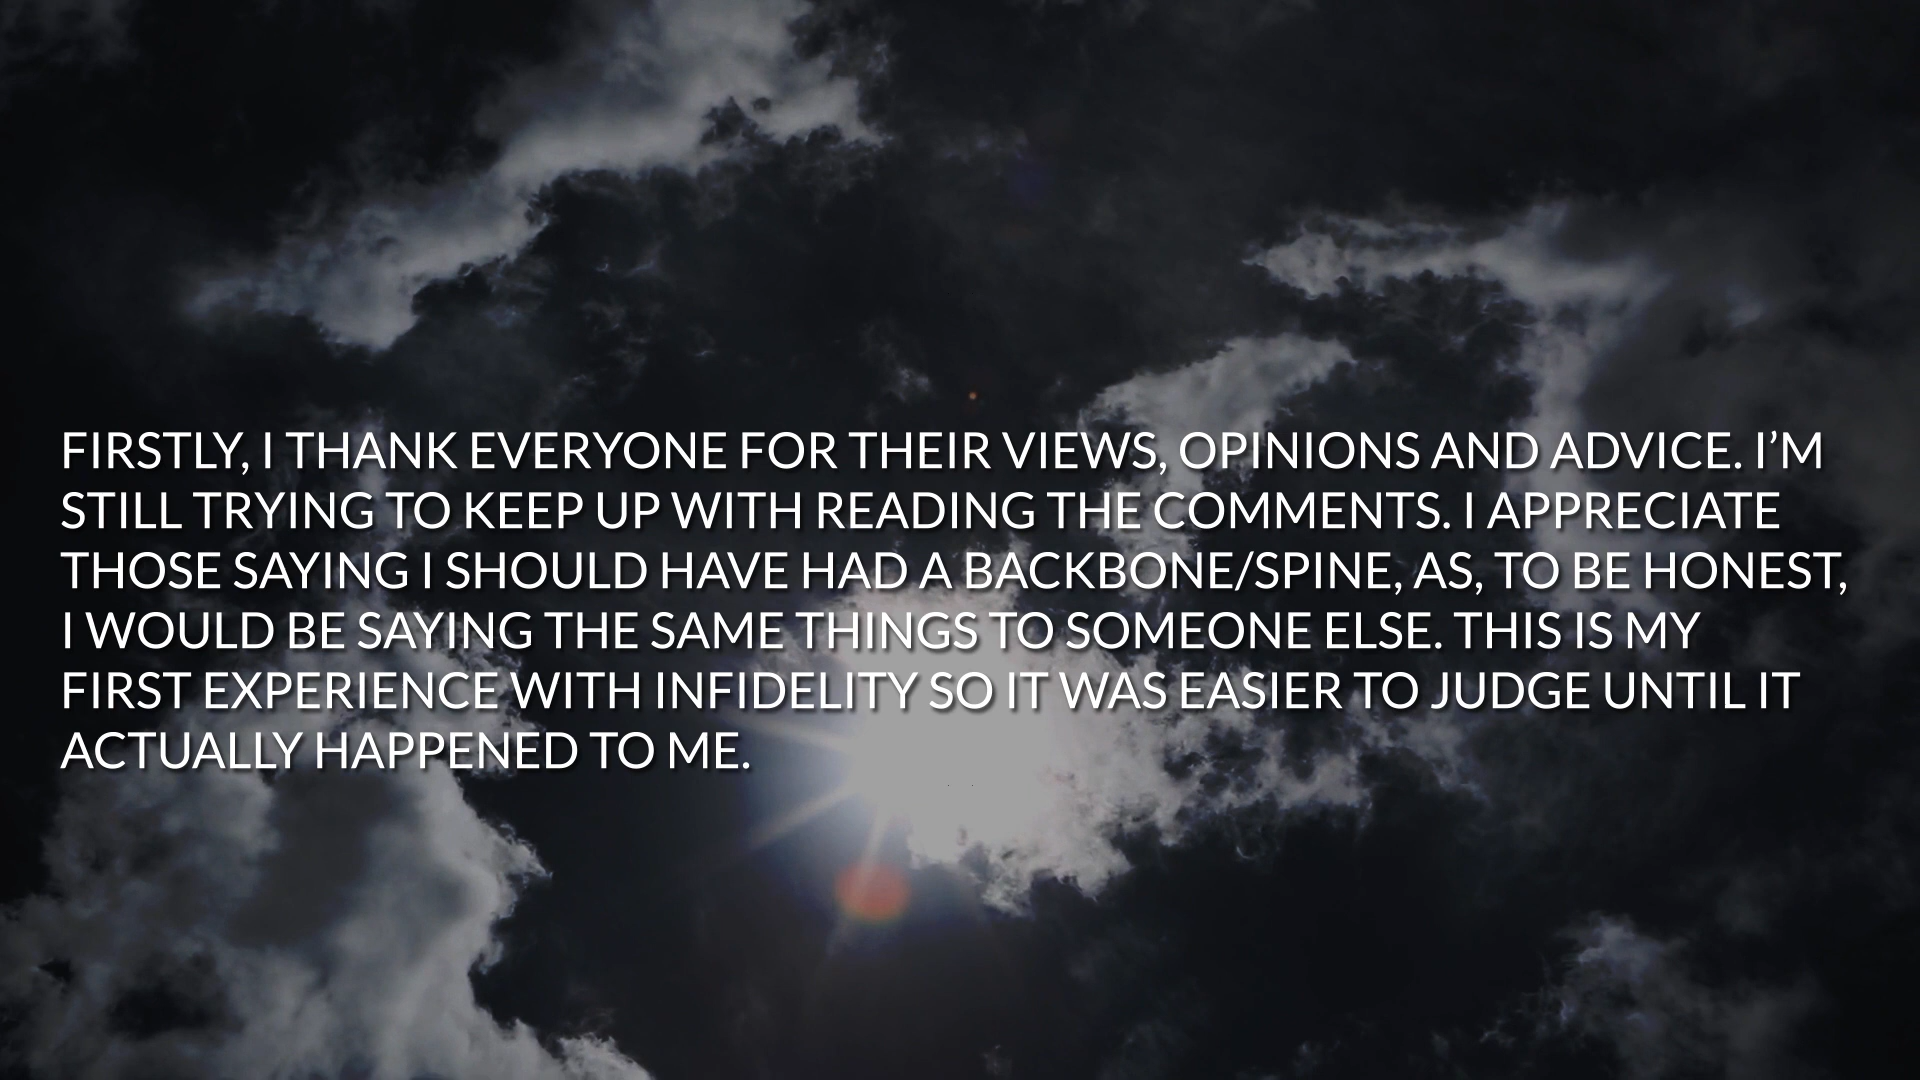 FIRSTLY, I THANK EVERYONE FOR THEIR VIEWS, OPINIONS AND ADVICE. I’M
STILL TRYING TO KEEP UP WITH READING THE COMMENTS. I APPRECIATE
THOSE SAYING I SHOULD HAVE HAD A BACKBONE/SPINE, AS, TO BE HONEST,
I WOULD BE SAYING THE SAME THINGS TO SOMEONE ELSE. THIS IS MY
FIRST EXPERIENCE WITH INFIDELITY SO IT WAS EASIER TO JUDGE UNTIL IT
ACTUALLY HAPPENED TO ME.